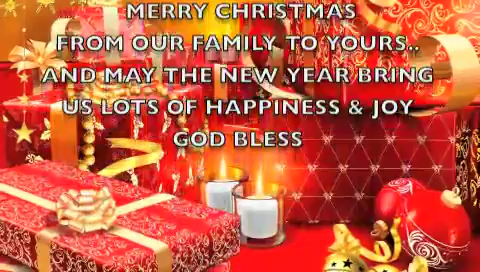 MERRY CHRISTMAS
FROM OUR FAMILY TO YOURS..
AND MAY THE NEW YEAR BRING
US LOTS OF HAPPINESS & JOY
GOD BLESS